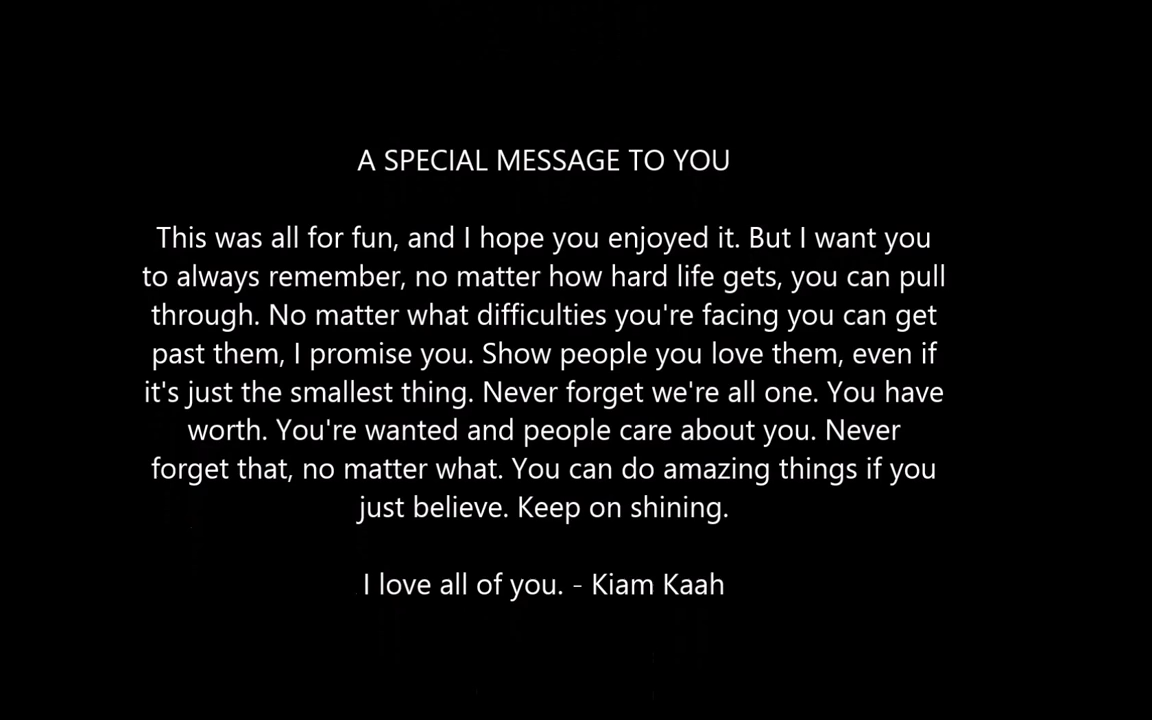 A SPECIAL MESSAGE TO YOU
This was all for fun, and I hope you enjoyed it. But I want you
to always remember, no matter how hard life gets, you can pull
through. No matter what difficulties you're facing you can get
past them, I promise you. Show people you love them, even if
it's just the smallest thing. Never forget we're all one. You have
worth. You're wanted and people care about you. Never
forget that, no matter what. You can do amazing things if you
just believe. Keep on shining.
I love all of you. - Kiam Kaah